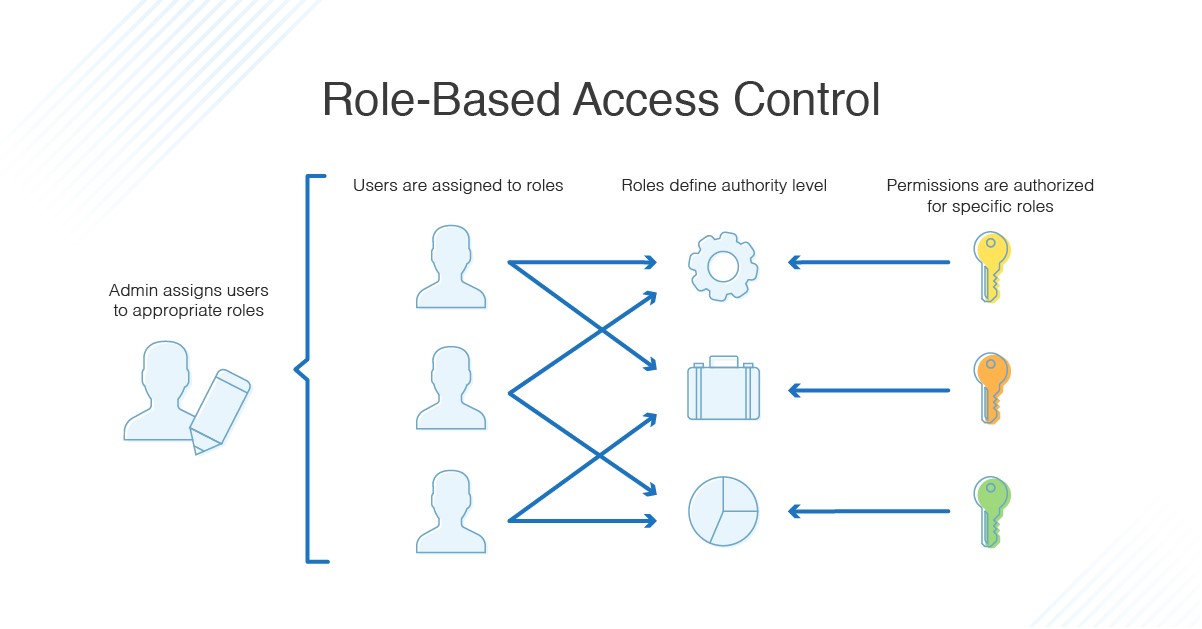 Role-Based Access Control
Users are assigned to roles
Roles define authority level
Permissions are authorized
for specific roles
Admin assigns users
to appropriate roles